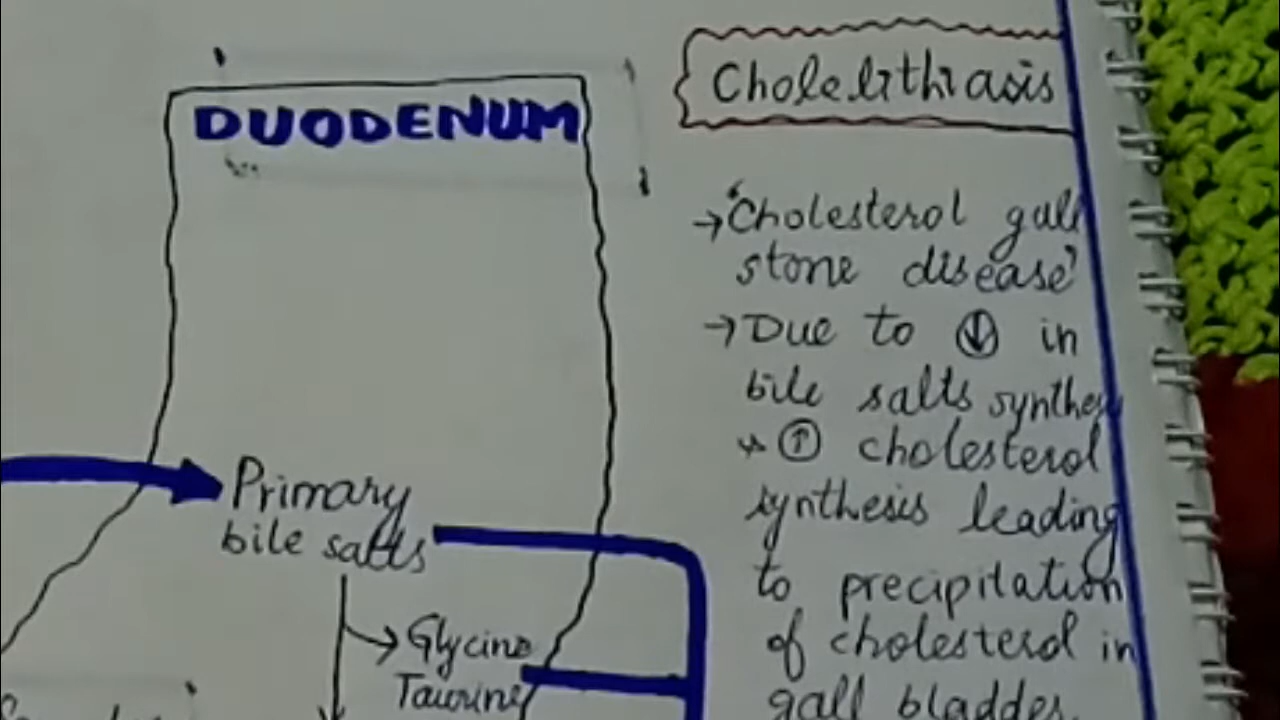 DUODENUM
Primary
bile salts
→ Glycine
Taurine
Cholelithiasis
→ 'Cholesterol gall
stone disease'
→ Due to ↓ in
bile salts synthesis
↑ cholesterol
synthesis leading
to precipitation
of cholesterol in
gall bladder